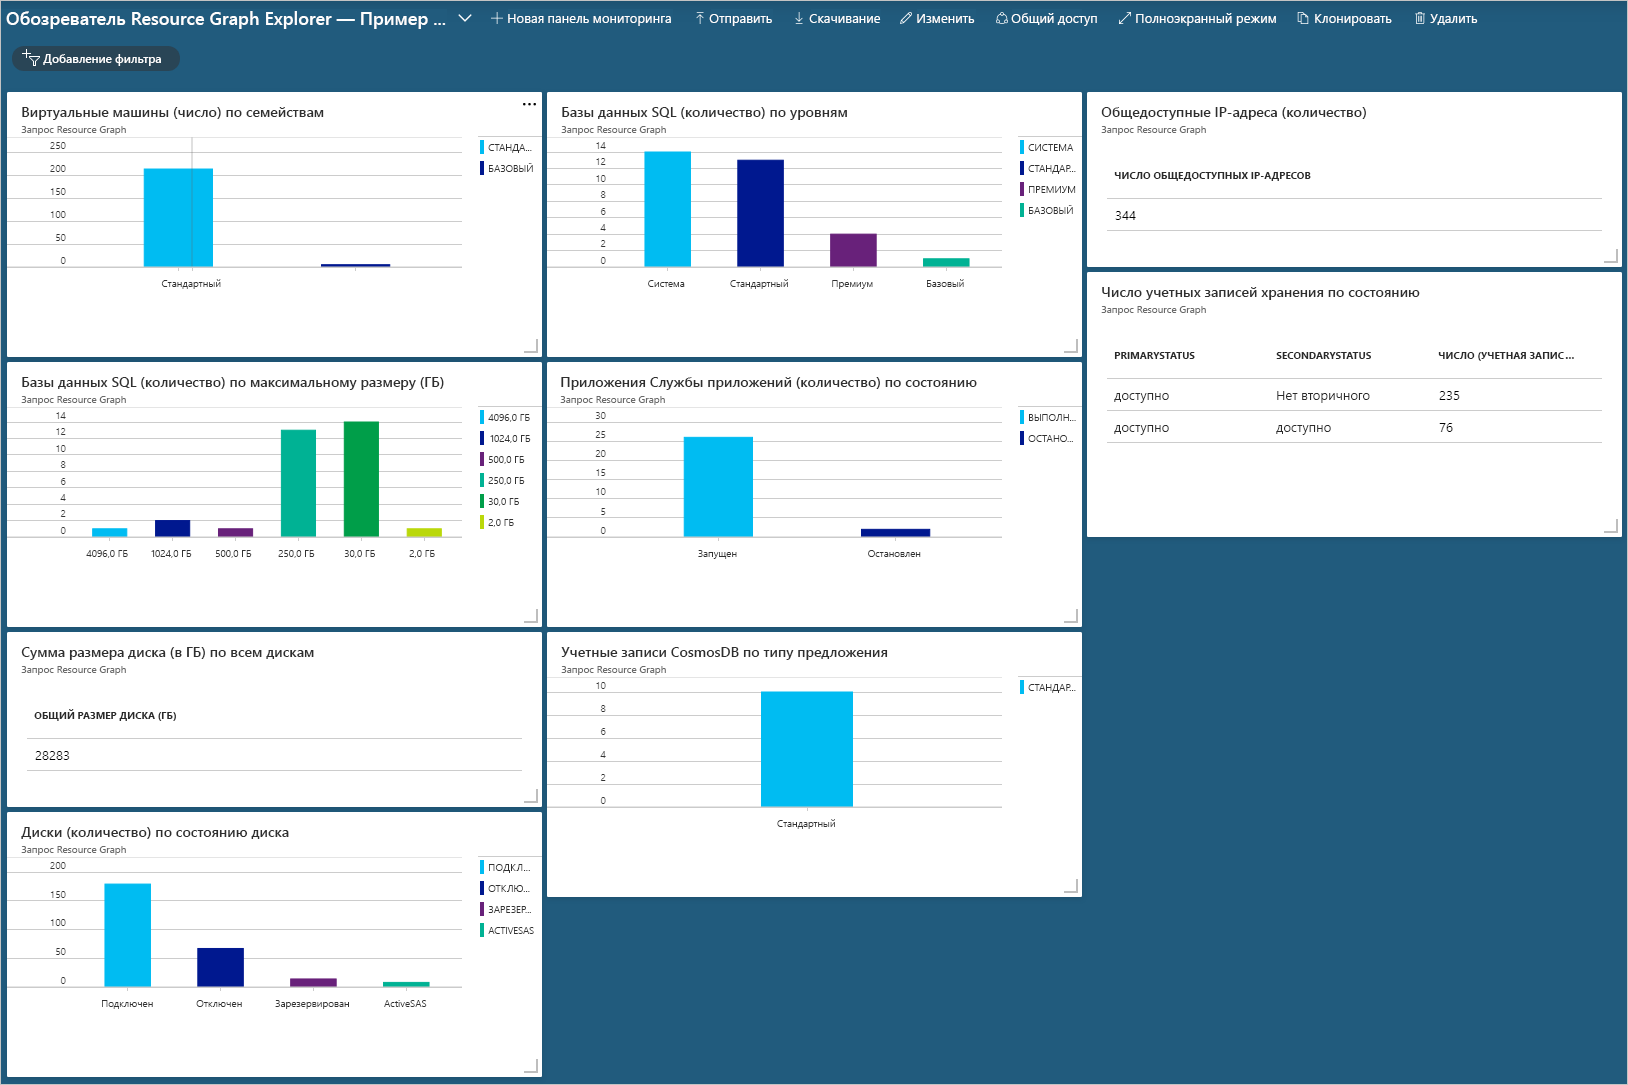 Обозреватель Resource Graph Explorer — Пример ...
Новая панель мониторинга
Отправить
Скачивание
Изменить
Общий доступ
Полноэкранный режим
Клонировать
Удалить
Добавление фильтра
Виртуальные машины (число) по семействам
Запрос Resource Graph
250
200
150
100
50
0
Стандартный
СТАНДА...
БАЗОВЫЙ
Базы данных SQL (количество) по уровням
Запрос Resource Graph
14
12
10
8
6
4
2
0
Система
Стандартный
Премиум
Базовый
СИСТЕМА
СТАНДАР...
ПРЕМИУМ
БАЗОВЫЙ
Общедоступные IP-адреса (количество)
Запрос Resource Graph
ЧИСЛО ОБЩЕДОСТУПНЫХ IP-АДРЕСОВ
344
Число учетных записей хранения по состоянию
Запрос Resource Graph
PRIMARYSTATUS SECONDARYSTATUS ЧИСЛО (УЧЕТНАЯ ЗАПИС ...
доступно Нет вторичного 235
доступно доступно 76
Базы данных SQL (количество) по максимальному размеру (ГБ)
Запрос Resource Graph
14
12
10
8
6
4
2
0
4096,0 ГБ
1024,0 ГБ
500,0 ГБ
250,0 ГБ
30,0 ГБ
2,0 ГБ
4096,0 ГБ
1024,0 ГБ
500,0 ГБ
250,0 ГБ
30,0 ГБ
2,0 ГБ
Приложения Службы приложений (количество) по состоянию
Запрос Resource Graph
30
25
20
15
10
5
0
Запущен
Остановлен
ВЫПОЛН...
ОСТАНО...
Сумма размера диска (в ГБ) по всем дискам
Запрос Resource Graph
ОБЩИЙ РАЗМЕР ДИСКА (ГБ)
28283
Учетные записи CosmosDB по типу предложения
Запрос Resource Graph
10
8
6
4
2
0
Стандартный
СТАНДАР...
Диски (количество) по состоянию диска
Запрос Resource Graph
200
150
100
50
0
Подключен
Отключен
Зарезервирован
ActiveSAS
ПОДКЛ...
ОТКЛЮ...
ЗАРЕЗЕР...
ACTIVESAS